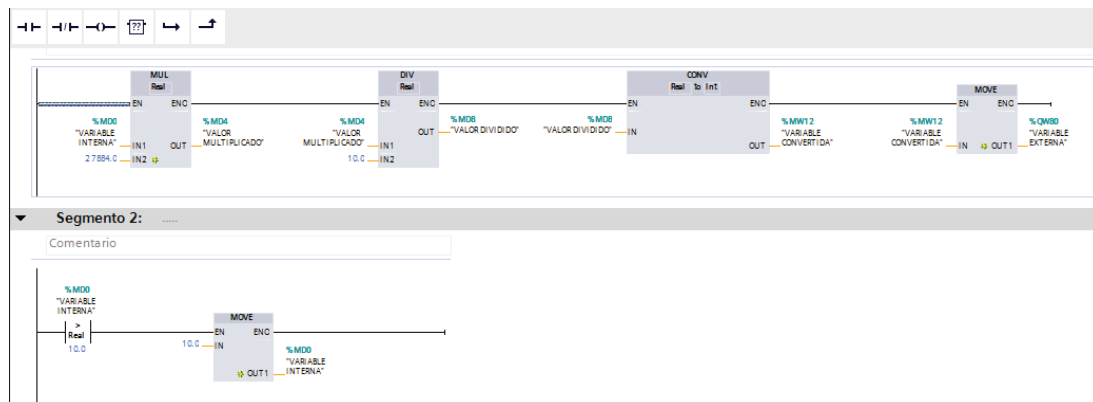 ??
MUL
Real
DIV
Real
CONV
Real to Int
MOVE
EN ENO
EN ENO
EN ENO
EN ENO
%MD0
"VARIABLE
INTERNA"
IN1
27884.0
IN2
OUT
%MD4
"VALOR
MULTIPLICADO"
%MD4
"VALOR
MULTIPLICADO"
IN1
10.0
IN2
OUT
%MD8
"VALOR DIVIDIDO"
%MD8
"VALOR DIVIDIDO"
IN
OUT
%MW12
"VARIABLE
CONVERTIDA"
%MW12
"VARIABLE
CONVERTIDA"
IN
OUT1
%QW80
"VARIABLE
EXTERNA"
Segmento 2: .....
Comentario
%MD0
"VARIABLE
INTERNA"
>
Real
10.0
MOVE
EN ENO
10.0
IN
OUT1
%MD0
"VARIABLE
INTERNA"